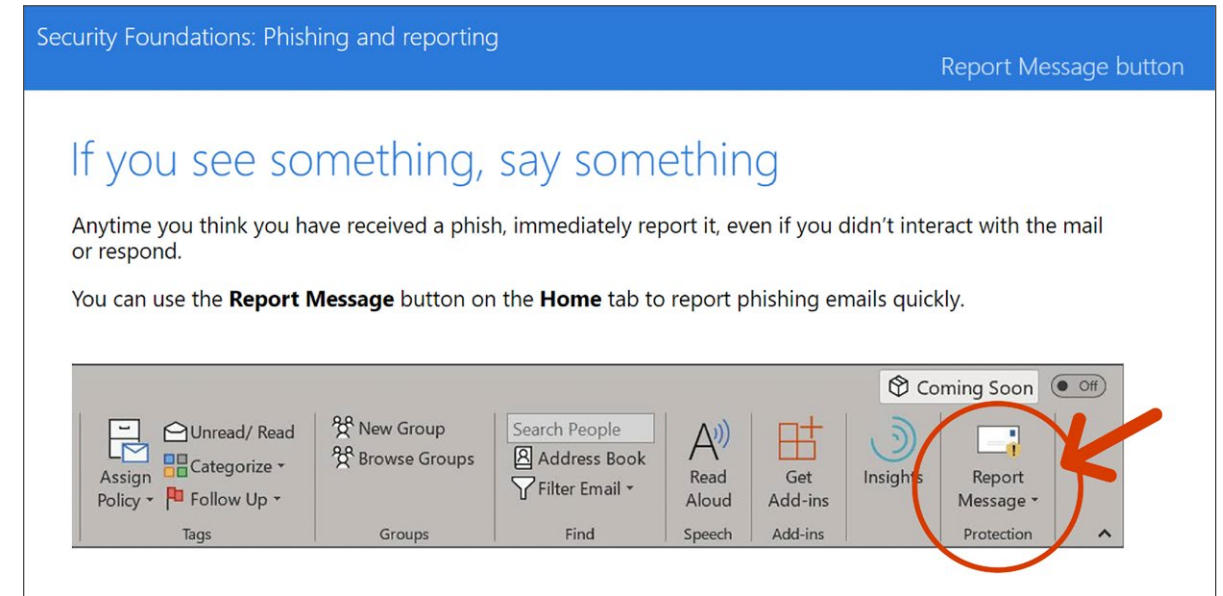 Security Foundations: Phishing and reporting
Report Message button
If you see something, say something
Anytime you think you have received a phish, immediately report it, even if you didn't interact with the mail
or respond.
You can use the Report Message button on the Home tab to report phishing emails quickly.
Coming Soon
Off
Assign
Policy
Unread/ Read
Categorize
Follow Up
Tags
New Group
Browse Groups
Groups
Search People
Address Book
Filter Email
Find
Read
Aloud
Speech
Get
Add-ins
Add-ins
Insights
Report
Message
Protection